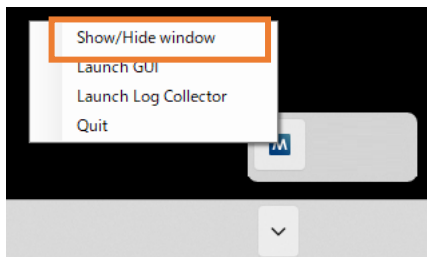 Show/Hide window
Launch GUI
Launch Log Collector
Quit
M